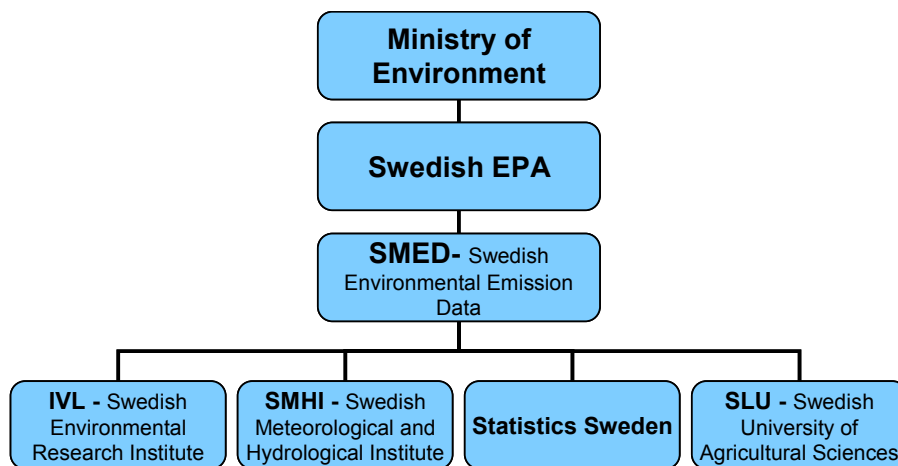 Ministry of
Environment
Swedish EPA
SMED- Swedish
Environmental Emission
Data
IVL - Swedish
Environmental
Research Institute
SMHI - Swedish
Meteorological and
Hydrological Institute
Statistics Sweden
SLU - Swedish
University of
Agricultural Sciences